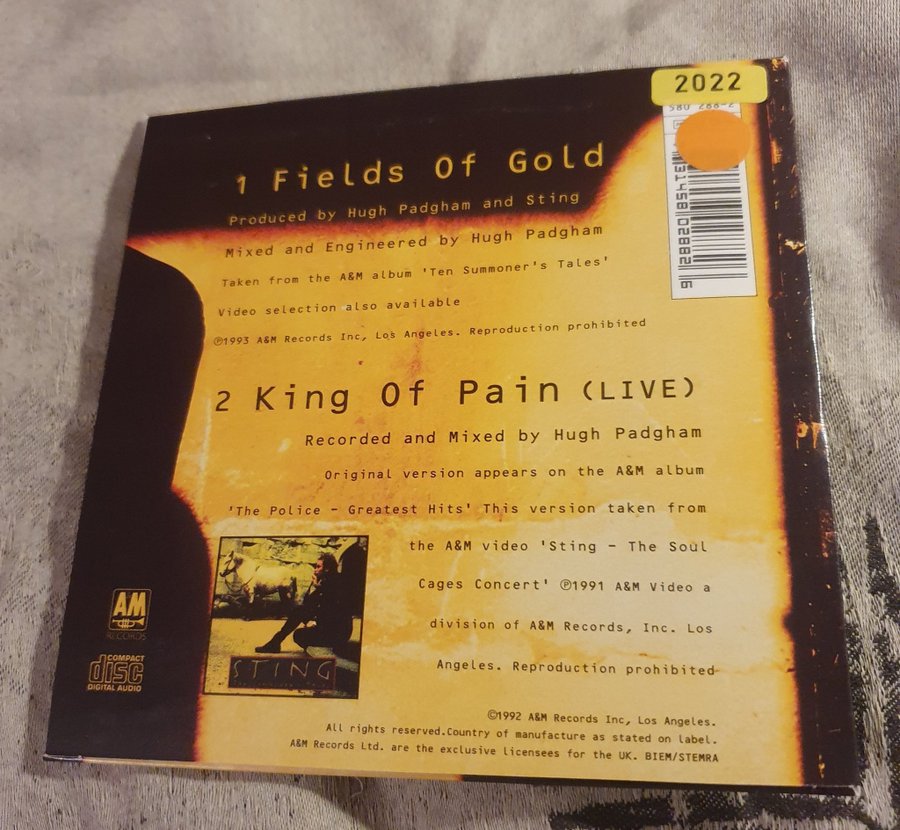 2022
580 268-2
1 Fields Of Gold
Produced by Hugh Padgham and Sting
Mixed and Engineered by Hugh Padgham
Taken from the A&M album 'Ten Summoner's Tales'
Video selection also available
℗1993 A&M Records Inc, Los Angeles. Reproduction prohibited
2 King Of Pain (LIVE)
Recorded and Mixed by Hugh Padgham
Original version appears on the A&M album
'The Police - Greatest Hits' This version taken from
the A&M video 'Sting - The Soul
Cages Concert' ℗1991 A&M Video a
division of A&M Records, Inc. Los
Angeles. Reproduction prohibited
STING
AM
RECORDS
COMPACT
disc
DIGITAL AUDIO
©1992 A&M Records Inc, Los Angeles.
All rights reserved.Country of manufacture as stated on label.
A&M Records Ltd. are the exclusive licensees for the UK. BIEM/STEMRA